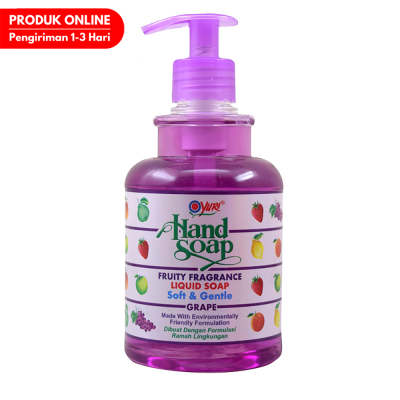 PRODUK ONLINE
Pengiriman 1-3 Hari
YURI
Hand
Soap
FRUITY FRAGRANCE
LIQUID SOAP
Soft & Gentle
GRAPE
Made With Environmentally
Friendly Formulation
Dibuat Dengan Formulasi
Ramah Lingkungan